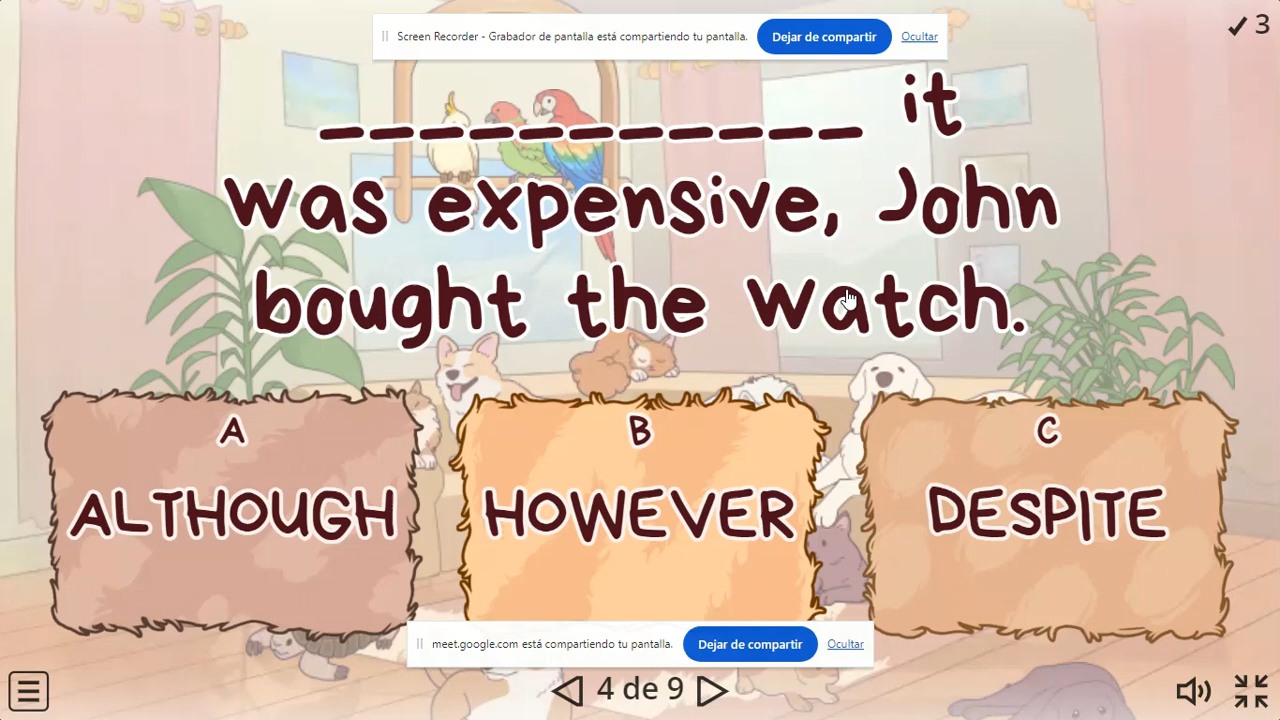 Screen Recorder - Grabador de pantalla está compartiendo tu pantalla. Dejar de compartir Ocultar
✓ 3
____________ it
was expensive, John
bought the watch.
A
ALTHOUGH
B
HOWEVER
C
DESPITE
meet.google.com está compartiendo tu pantalla. Dejar de compartir Ocultar
4 de 9